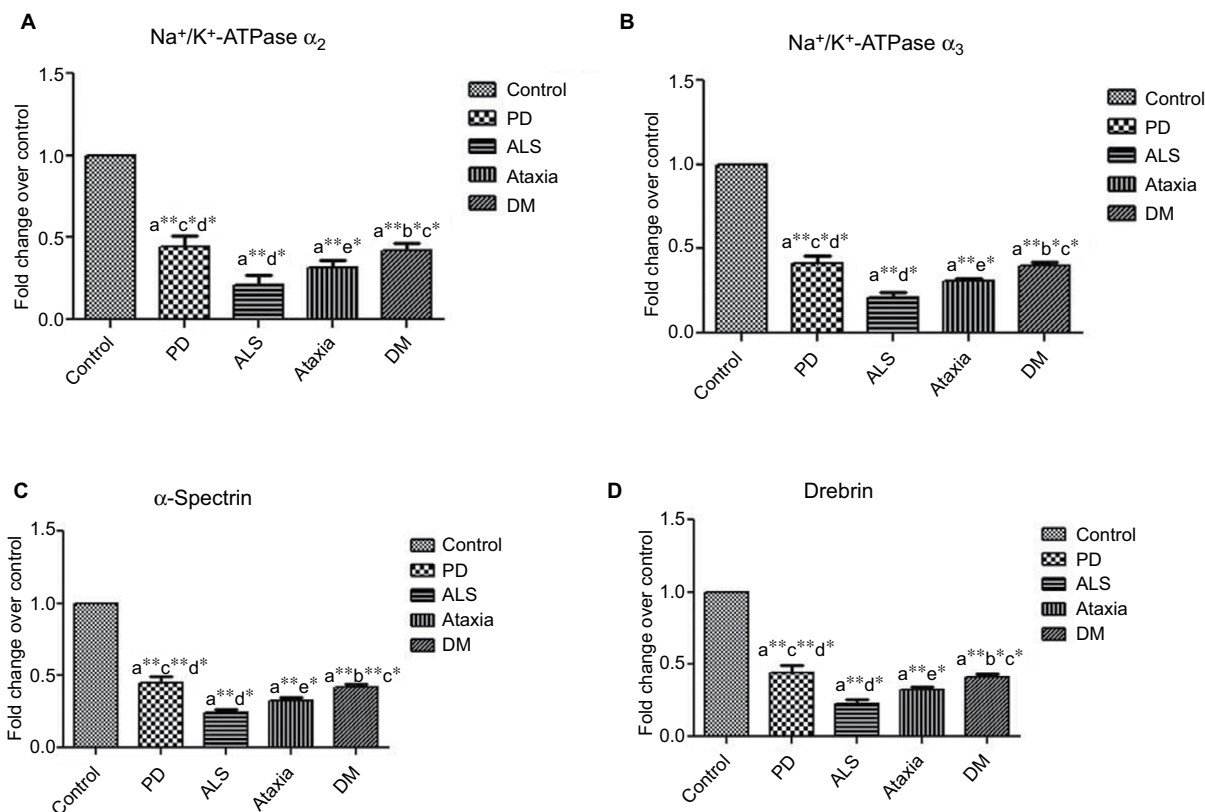 A
Na⁺/K⁺-ATPase α₂
Fold change over control
1.5
1.0
0.5
0.0
a**c*d*
a**d*
a**e*
a**b*c*
Control
PD
ALS
Ataxia
DM
Control
PD
ALS
Ataxia
DM
B
Na⁺/K⁺-ATPase α₃
Fold change over control
1.5
1.0
0.5
0.0
a**c*d*
a**d*
a**e*
a**b*c*
Control
PD
ALS
Ataxia
DM
Control
PD
ALS
Ataxia
DM
C
α-Spectrin
Fold change over control
1.5
1.0
0.5
0.0
a**c**d*
a**d*
a**e*
a**b**c*
Control
PD
ALS
Ataxia
DM
Control
PD
ALS
Ataxia
DM
D
Drebrin
Fold change over control
1.5
1.0
0.5
0.0
a**c**d*
a**d*
a**e*
a**b*c*
Control
PD
ALS
Ataxia
DM
Control
PD
ALS
Ataxia
DM